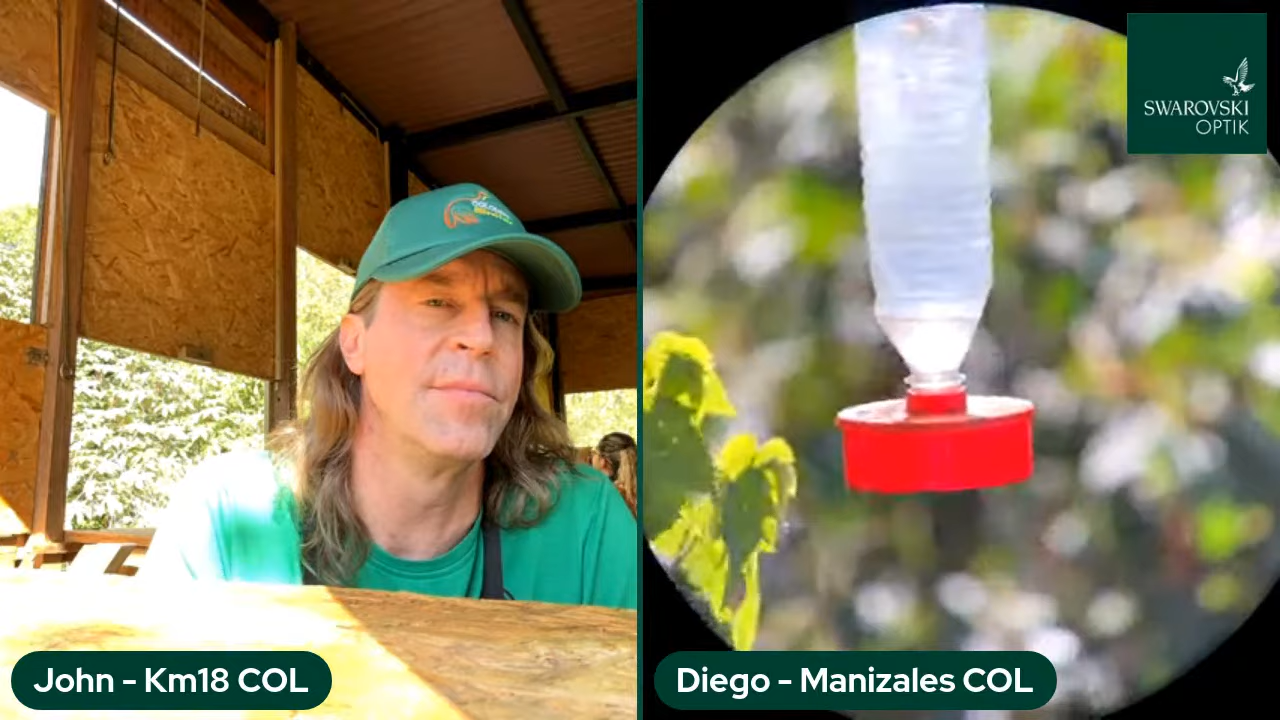 SWAROVSKI
OPTIK
John - Km18 COL
Diego - Manizales COL